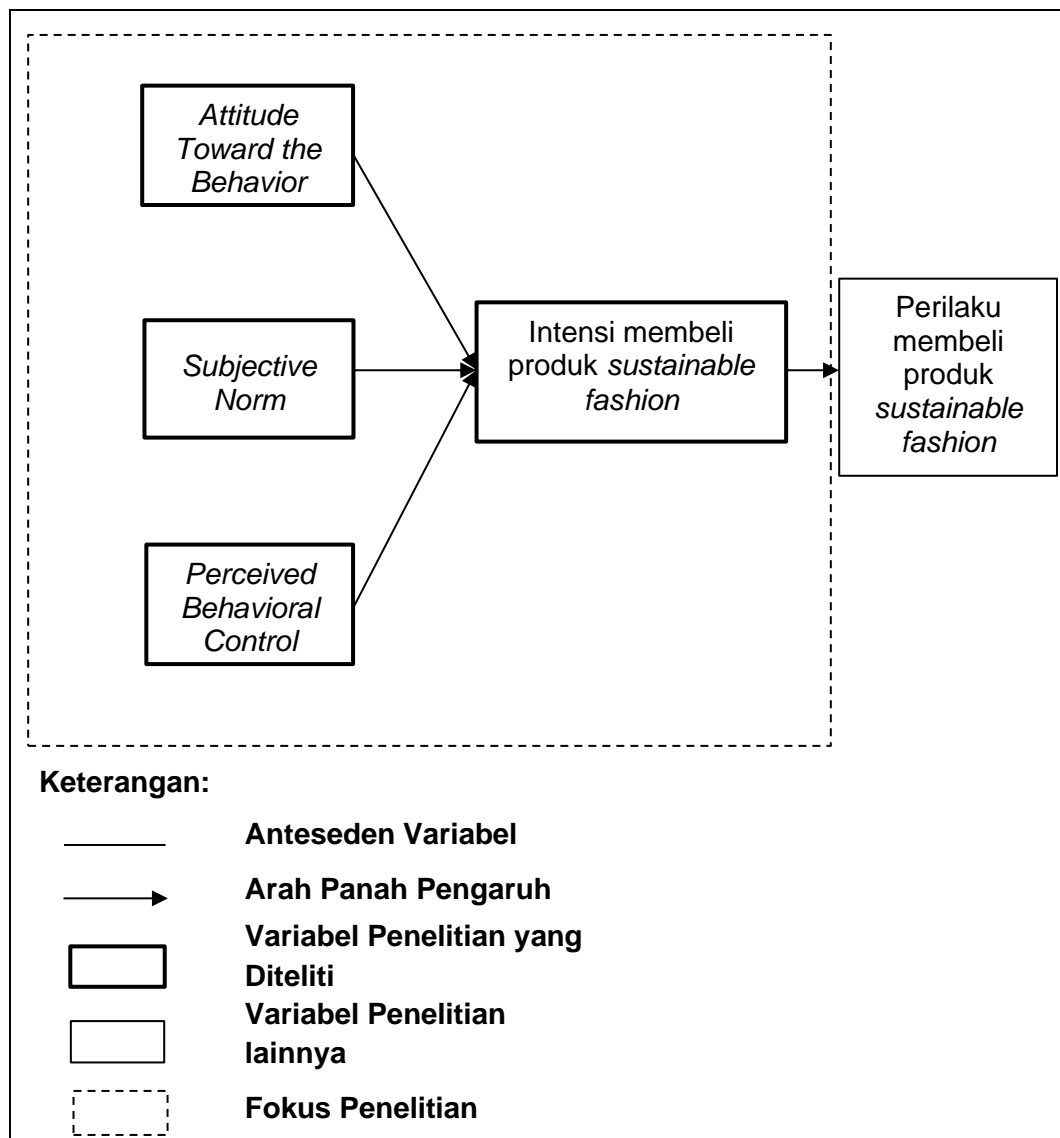 Attitude
Toward the
Behavior
Subjective
Norm
Perceived
Behavioral
Control
Intensi membeli
produk sustainable
fashion
Perilaku
membeli
produk
sustainable
fashion
Keterangan:
Anteseden Variabel
Arah Panah Pengaruh
Variabel Penelitian yang
Diteliti
Variabel Penelitian
lainnya
Fokus Penelitian